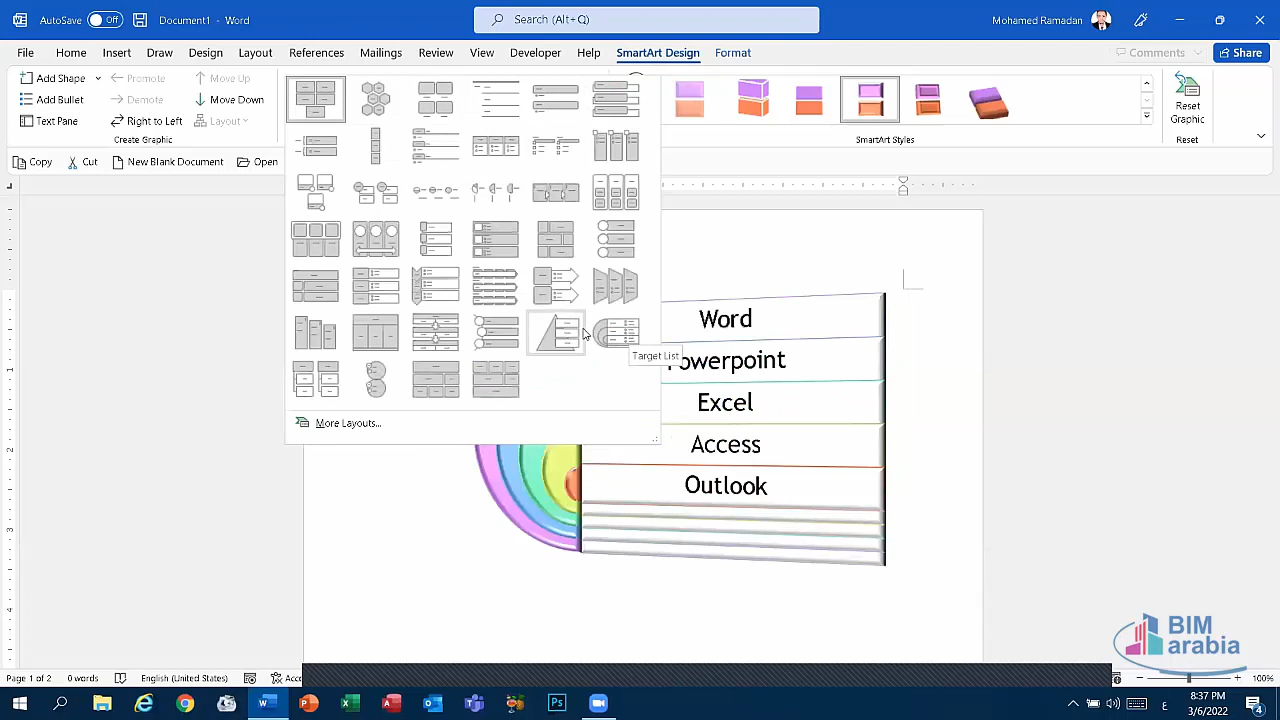 AutoSave Off Document1 - Word Search (Alt+Q) Mohamed Ramadan
File Home Insert Draw Design Layout References Mailings Review View Developer Help SmartArt Design Format Comments Share
Add Shape Promote Move Up
Add Bullet Demote Move Down
Text Pane Right to Left Layout
Reset
Graphic
Create
SmartArt Styles Reset
Copy Cut New Document Open
Word
Target List
Powerpoint
Excel
More Layouts...
Access
Outlook
BIM
arabia
Page 1 of 2 0 words English (United States) 100%
8:37 PM
3/6/2022